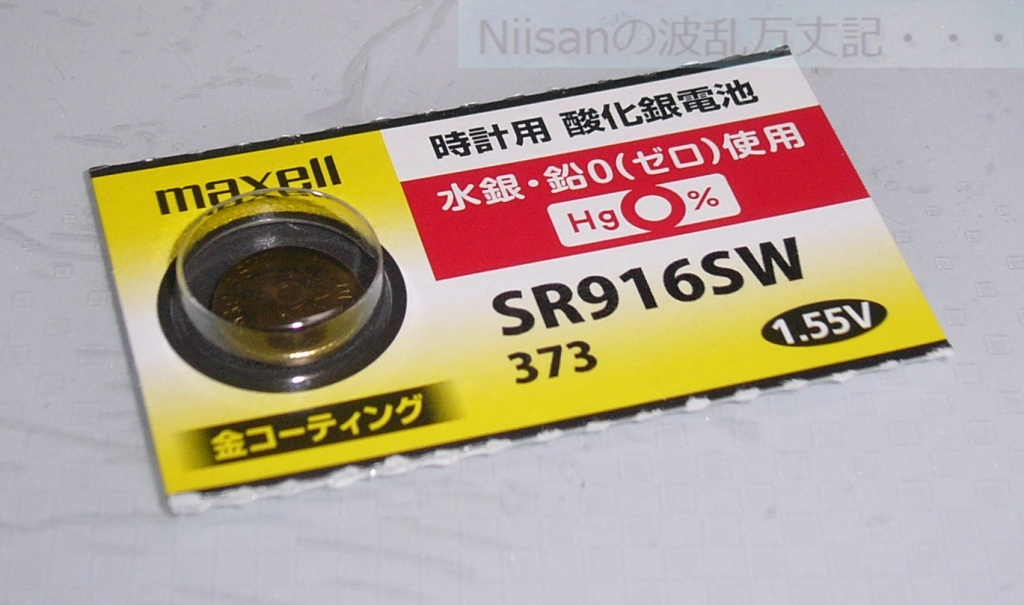 Niisanの波乱万丈記・・・
時計用 酸化銀電池
maxell
水銀・鉛0(ゼロ)使用
Hg 0 %
SR916SW
373
1.55V
金コーティング